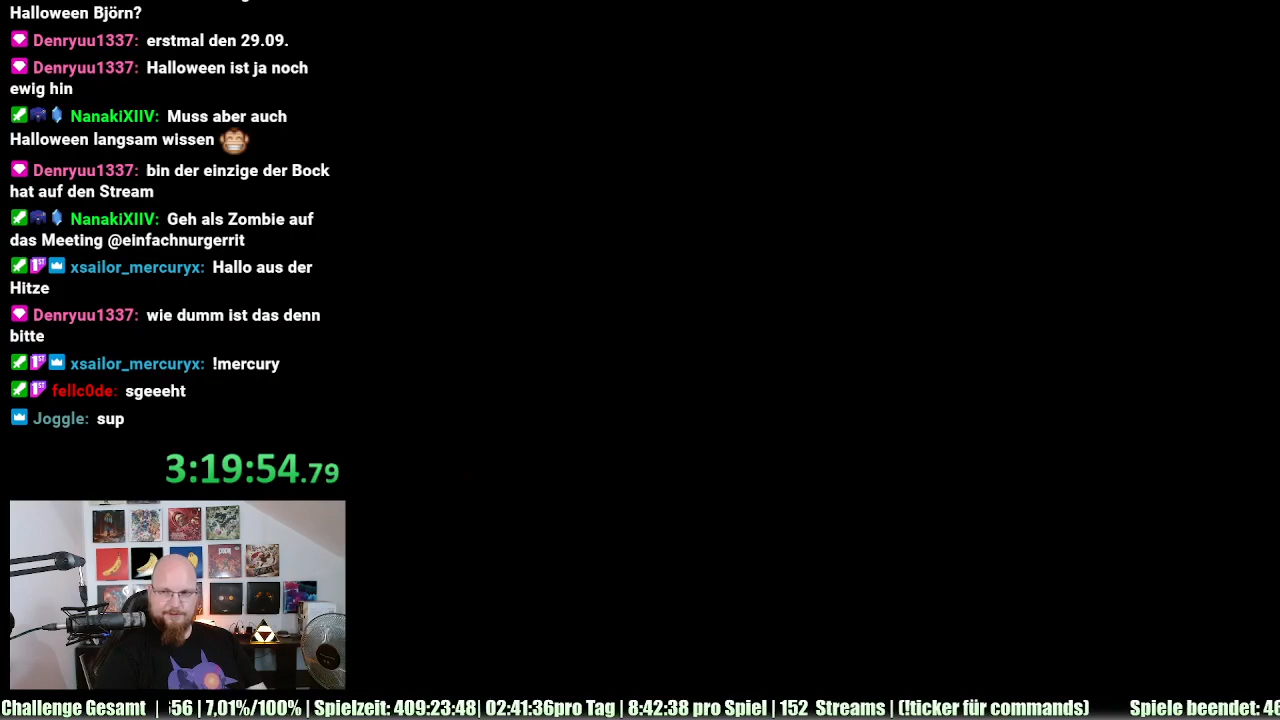 Halloween Björn?
Denryuu1337: erstmal den 29.09.
Denryuu1337: Halloween ist ja noch
ewig hin
NanakiXIIV: Muss aber auch
Halloween langsam wissen
Denryuu1337: bin der einzige der Bock
hat auf den Stream
NanakiXIIV: Geh als Zombie auf
das Meeting @einfachnurgerrit
xsailor_mercuryx: Hallo aus der
Hitze
Denryuu1337: wie dumm ist das denn
bitte
xsailor_mercuryx: !mercury
fellc0de: sgeeeht
Joggle: sup
3:19:54.79
Challenge Gesamt | 56 | 7,01%/100% | Spielzeit: 409:23:48| 02:41:36pro Tag | 8:42:38 pro Spiel | 152 Streams | (!ticker für commands) Spiele beendet: 46